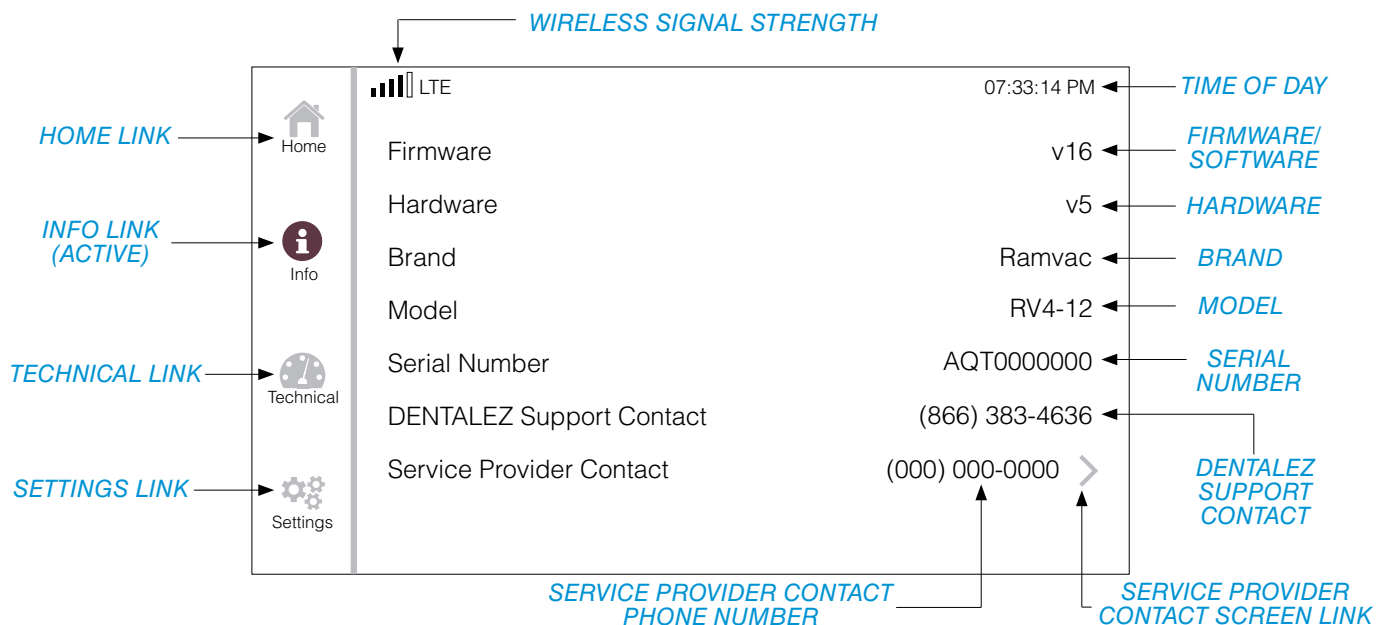 WIRELESS SIGNAL STRENGTH
LTE
07:33:14 PM
TIME OF DAY
HOME LINK
Home
Firmware
v16
FIRMWARE/
SOFTWARE
Hardware
v5
HARDWARE
INFO LINK
(ACTIVE)
Info
Brand
Ramvac
BRAND
Model
RV4-12
MODEL
Serial Number
AQT0000000
SERIAL
NUMBER
TECHNICAL LINK
Technical
DENTALEZ Support Contact
(866) 383-4636
DENTALEZ
SUPPORT
CONTACT
Service Provider Contact
(000) 000-0000
SETTINGS LINK
Settings
SERVICE PROVIDER CONTACT
PHONE NUMBER
SERVICE PROVIDER
CONTACT SCREEN LINK